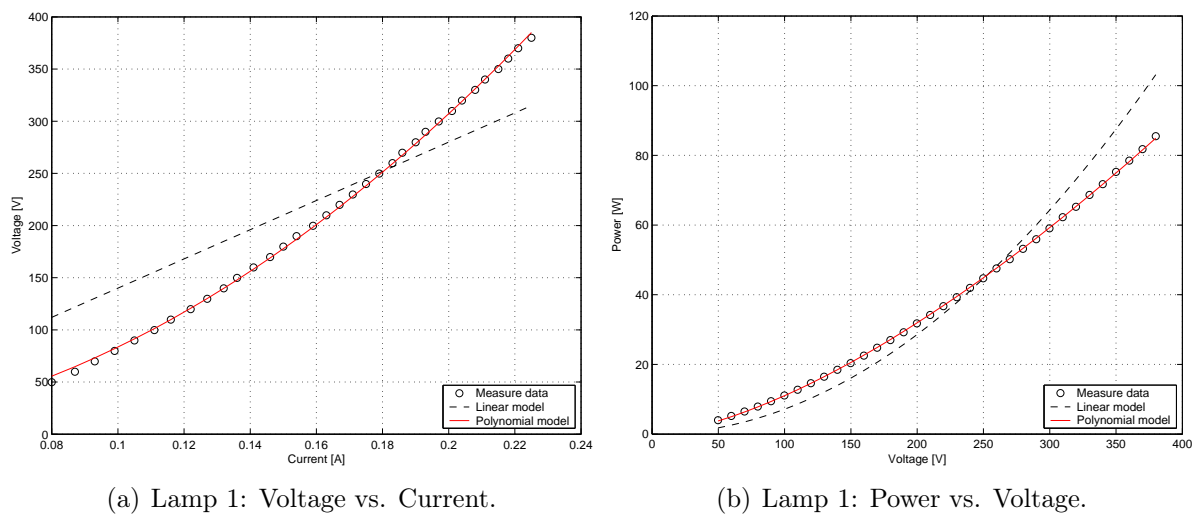 400
350
300
250
200
150
100
50
0
Voltage [V]
0.08 0.1 0.12 0.14 0.16 0.18 0.2 0.22 0.24
Current [A]
Measure data
Linear model
Polynomial model
(a) Lamp 1: Voltage vs. Current.
120
100
80
60
40
20
0
Power [W]
0 50 100 150 200 250 300 350 400
Voltage [V]
Measure data
Linear model
Polynomial model
(b) Lamp 1: Power vs. Voltage.